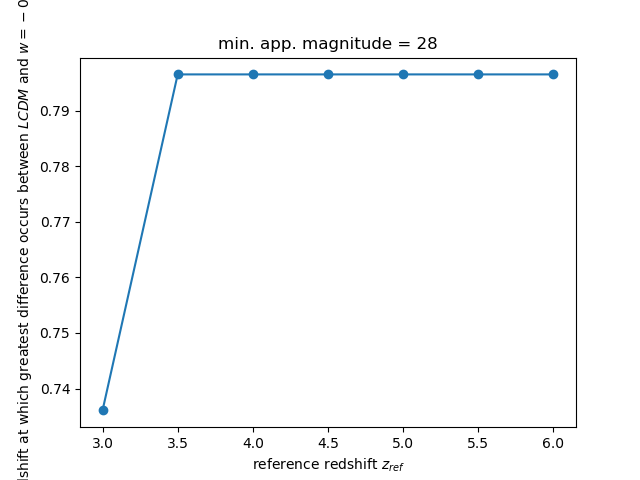 min. app. magnitude = 28
shift at which greatest difference occurs between LCDM and w = − 0
0.79
0.78
0.77
0.76
0.75
0.74
3.0 3.5 4.0 4.5 5.0 5.5 6.0
reference redshift z_ref